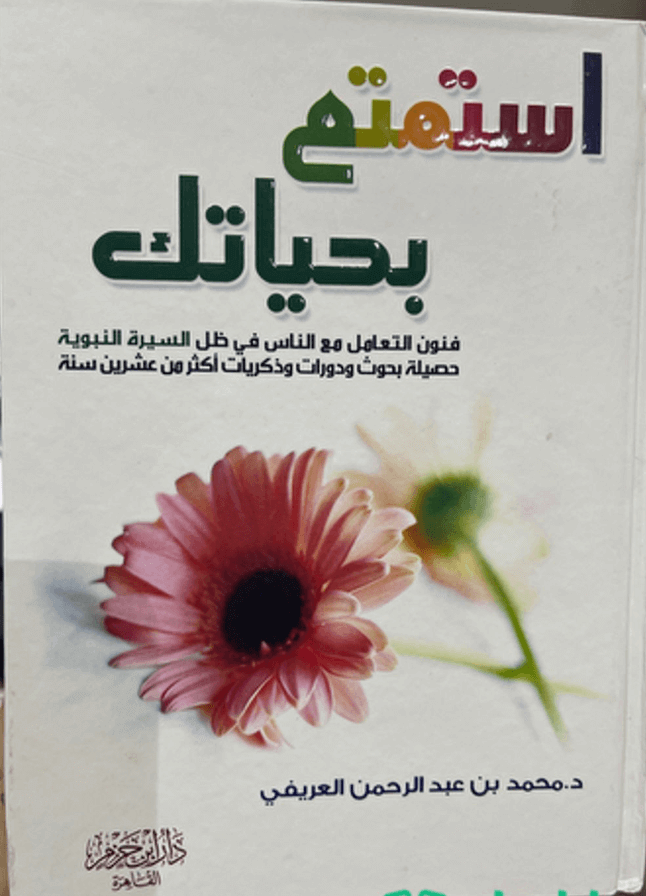 استمتع
بحياتك
فنون التعامل مع الناس في ظل السيرة النبوية
حصيلة بحوث ودورات وذكريات أكثر من عشرين سنة
د.محمد بن عبد الرحمن العريفي
دار ابن حزم
القاهرة